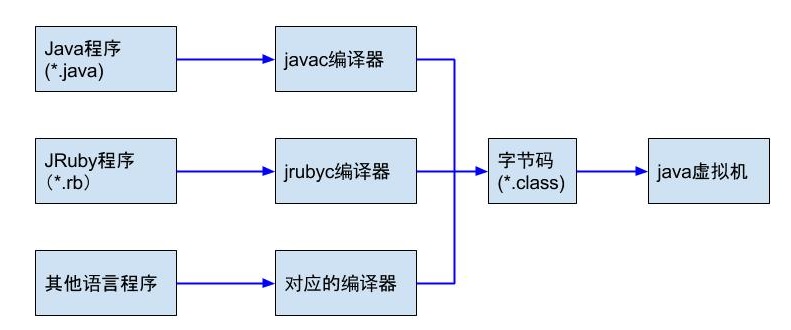 Java程序
(*.java)
javac编译器
JRuby程序
（*.rb）
jrubyc编译器
字节码
(*.class)
java虚拟机
其他语言程序
对应的编译器